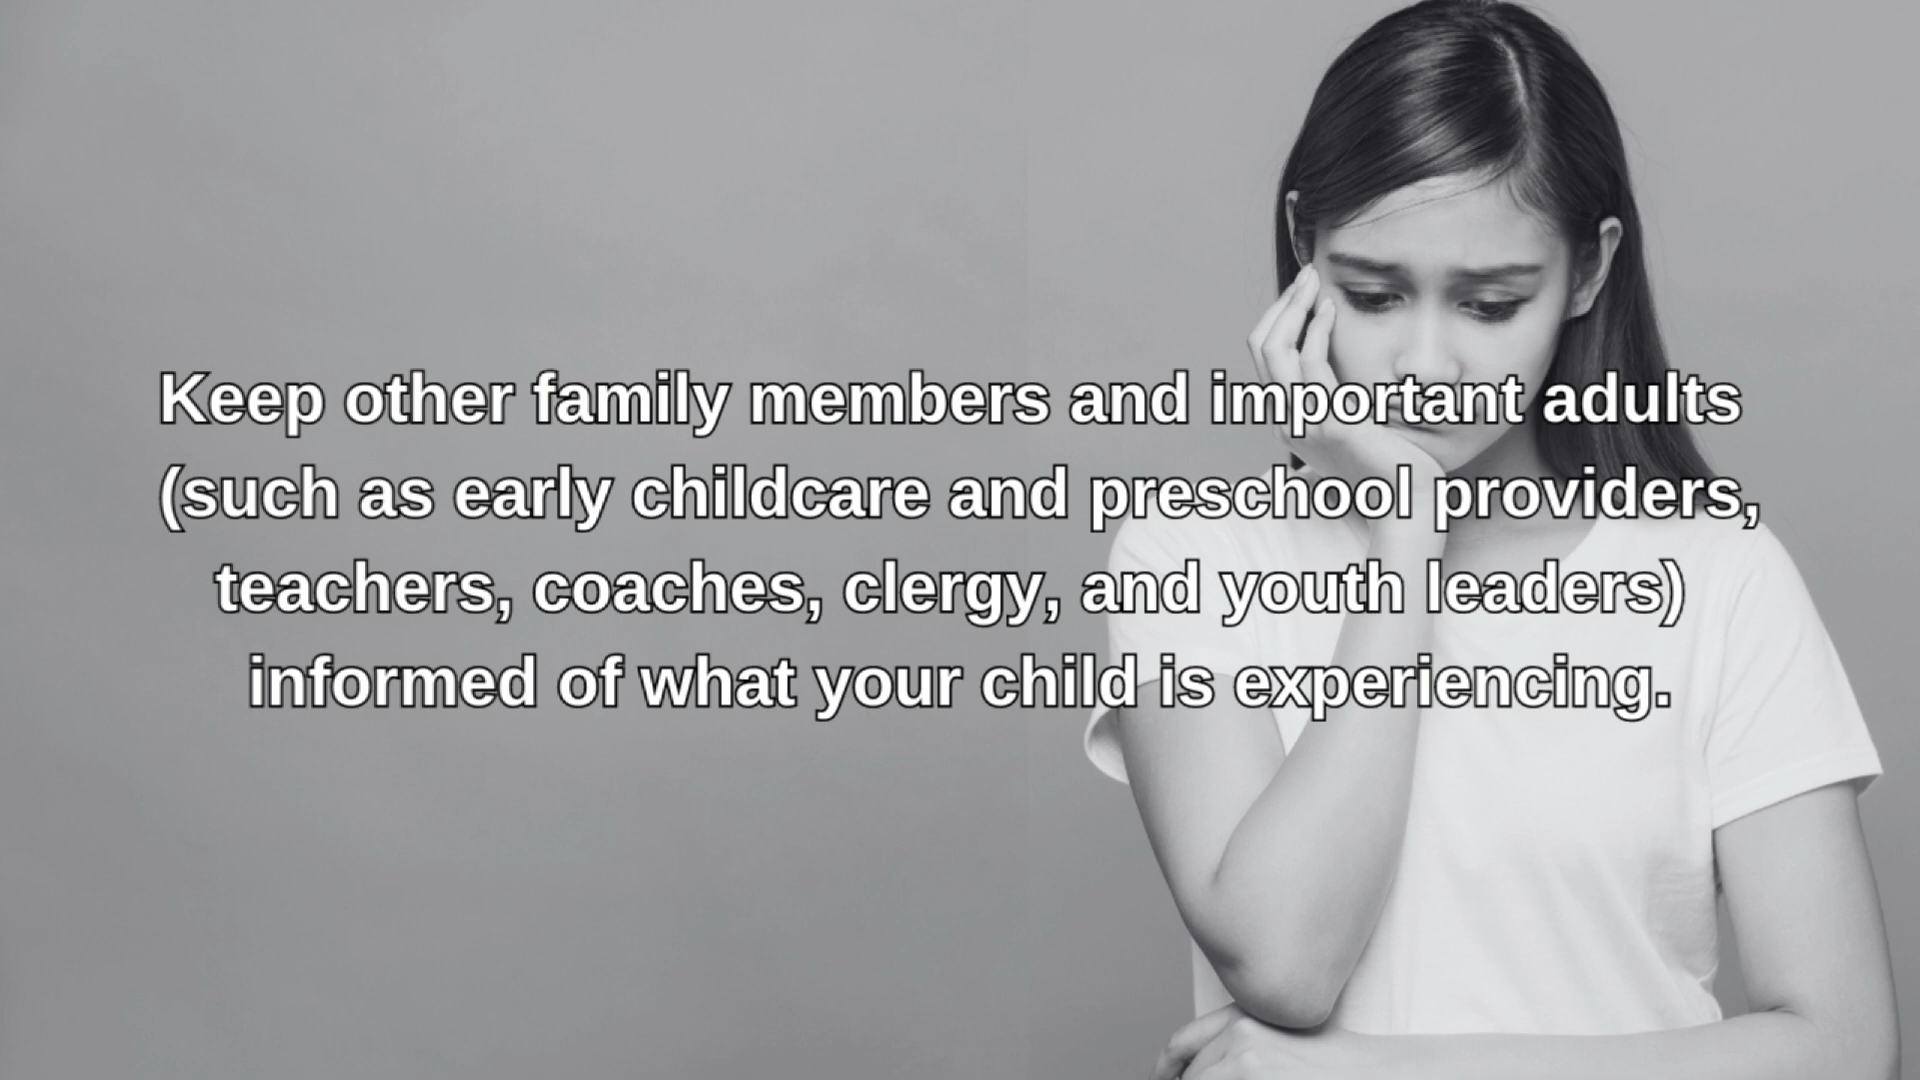 Keep other family members and important adults
(such as early childcare and preschool providers,
teachers, coaches, clergy, and youth leaders)
informed of what your child is experiencing.